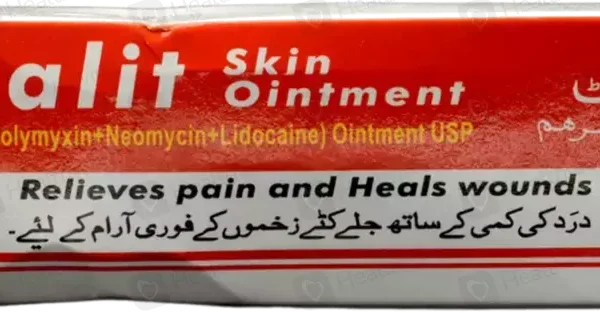 alit Skin
Ointment
olymyxin+Neomycin+Lidocaine) Ointment USP
Relieves pain and Heals wounds
درد کی کمی کے ساتھ جلے کٹے زخموں کے فوری آرام کے لئیے۔